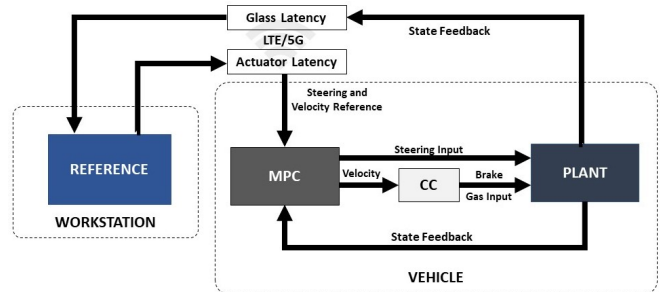 Glass Latency
LTE/5G
Actuator Latency
State Feedback
Steering and
Velocity Reference
REFERENCE
WORKSTATION
MPC
Steering Input
Velocity
CC
Brake
Gas Input
PLANT
State Feedback
VEHICLE